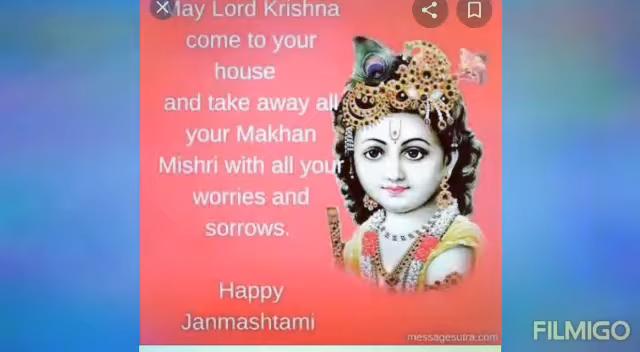 May Lord Krishna
come to your
house
and take away all
your Makhan
Mishri with all your
worries and
sorrows.
Happy
Janmashtami
messagesutra.com
FILMIGO